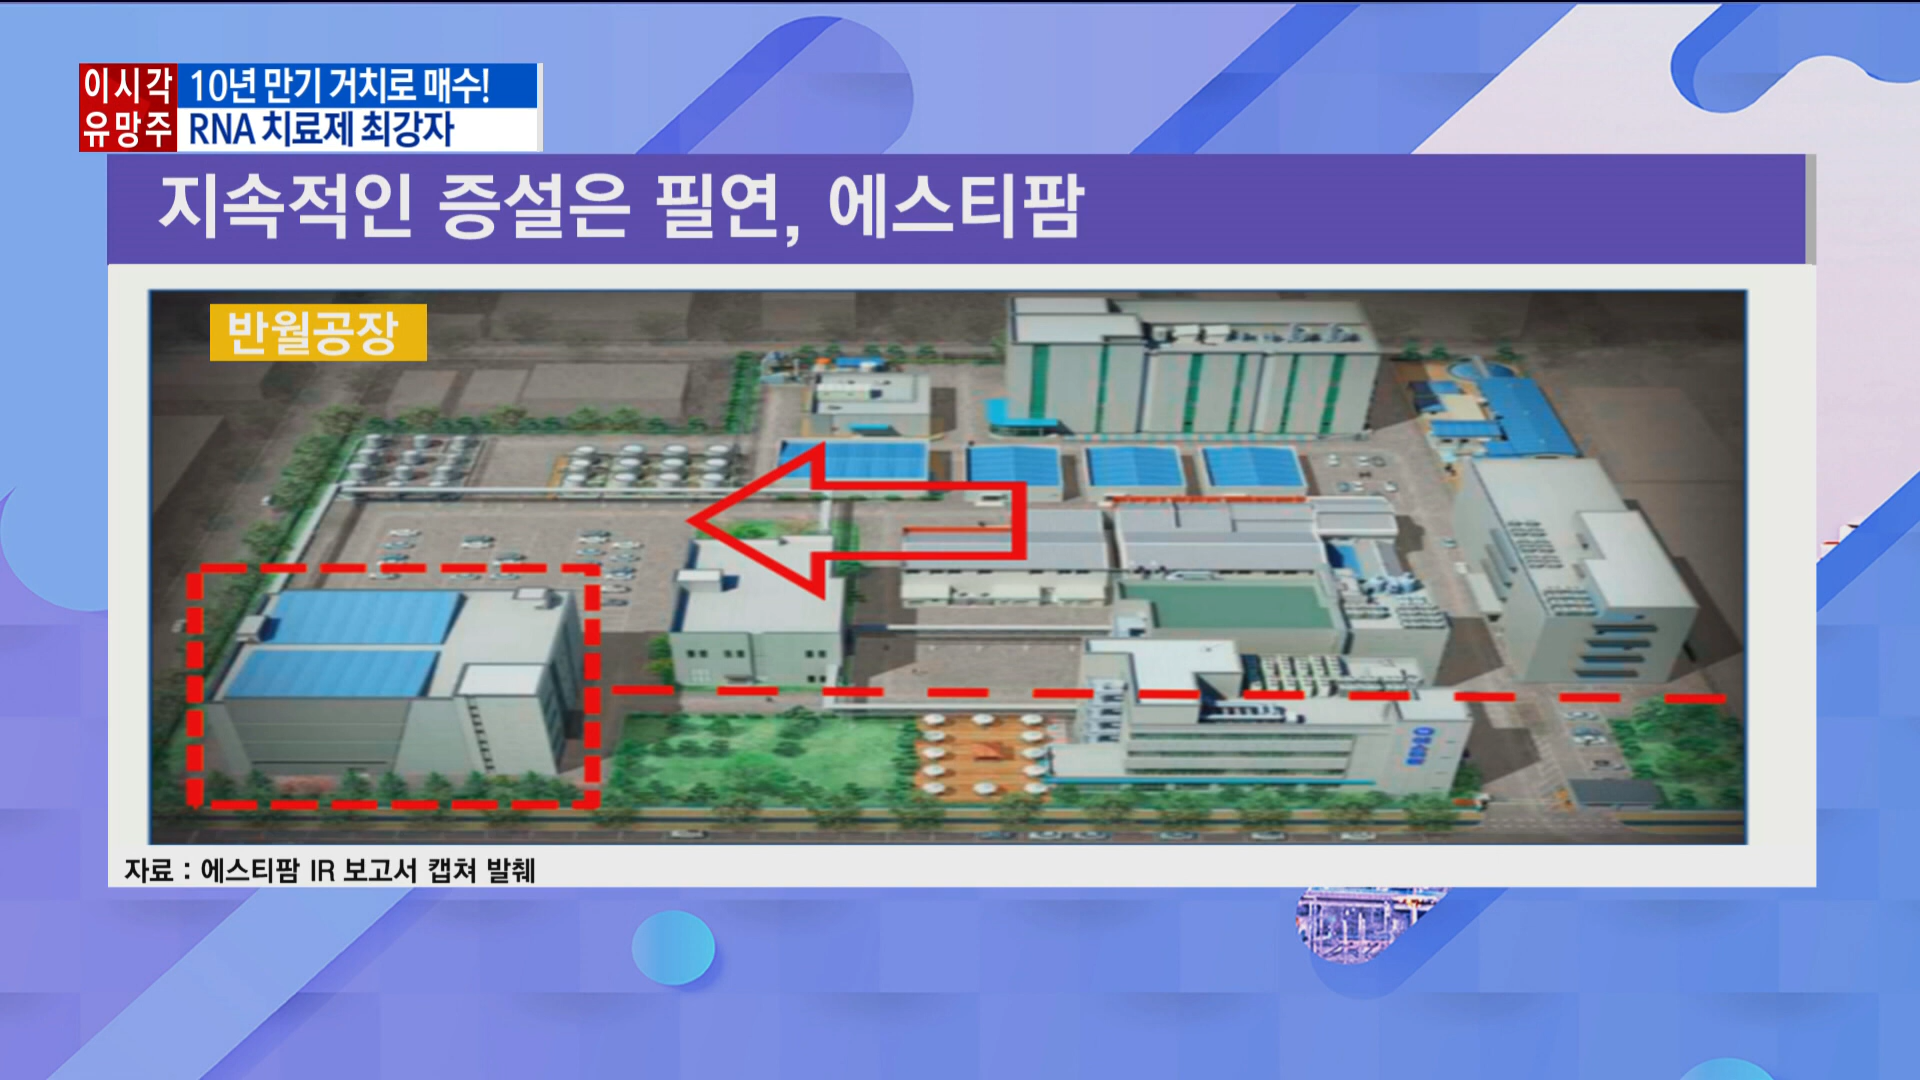 이시각
유망주
10년 만기 거치로 매수!
RNA 치료제 최강자
지속적인 증설은 필연, 에스티팜
반월공장
자료 : 에스티팜 IR 보고서 캡쳐 발췌